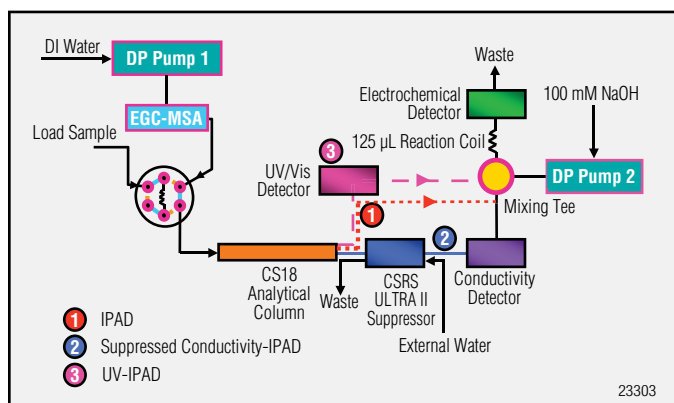 DI Water
DP Pump 1
EGC-MSA
Load Sample
Waste
Electrochemical
Detector
100 mM NaOH
125 µL Reaction Coil
3
UV/Vis
Detector
DP Pump 2
Mixing Tee
1
2
CS18
Analytical
Column
Waste
CSRS
ULTRA II
Suppressor
Conductivity
Detector
External Water
1 IPAD
2 Suppressed Conductivity-IPAD
3 UV-IPAD
23303